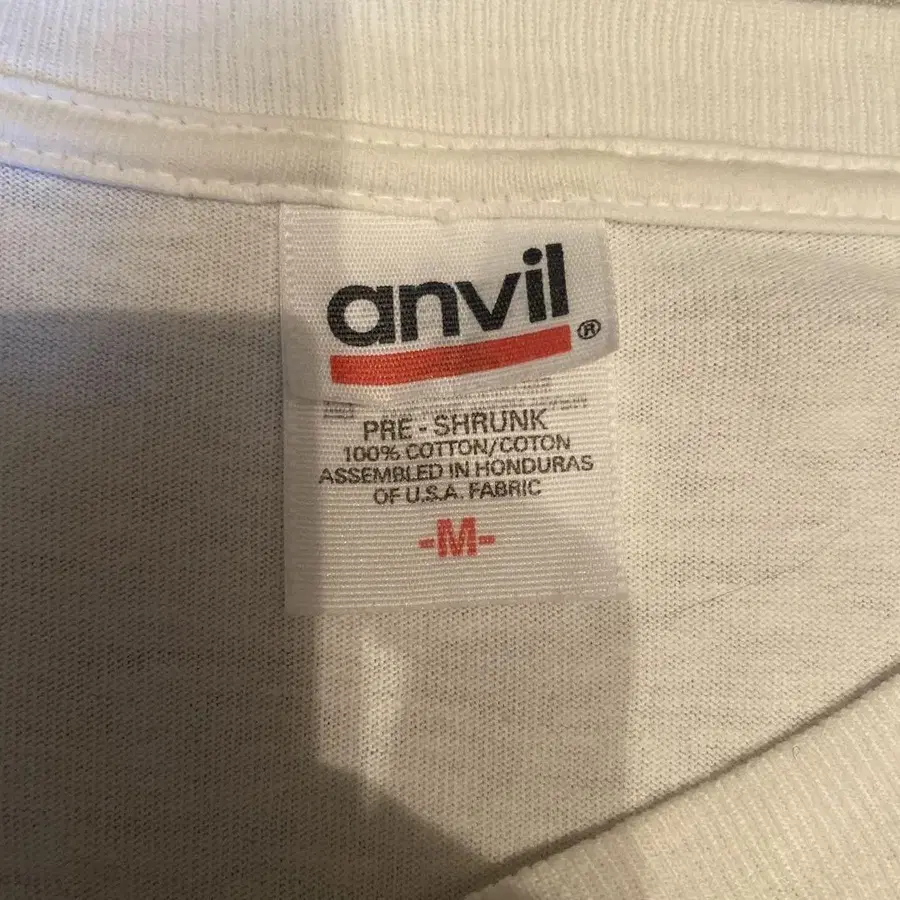 anvil®
PRE-SHRUNK
100% COTTON/COTON
ASSEMBLED IN HONDURAS
OF U.S.A. FABRIC
-M-